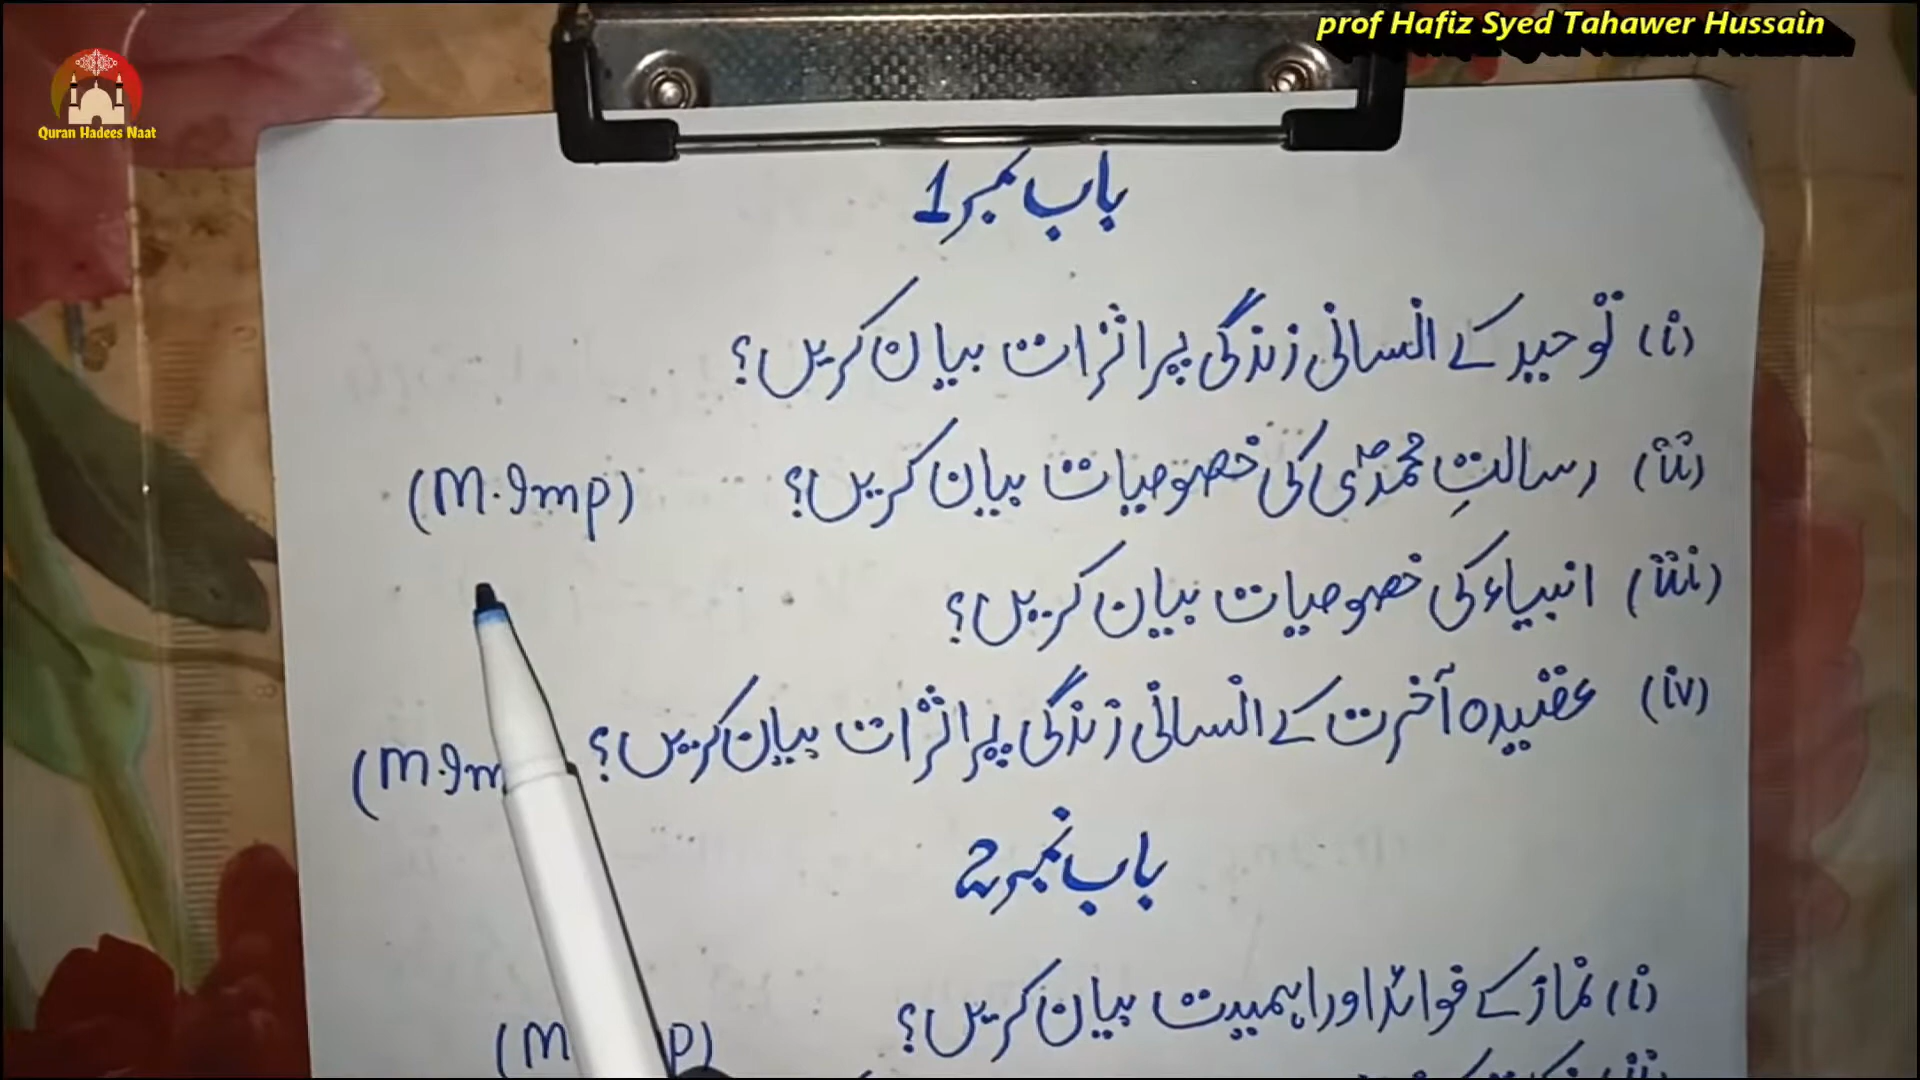 prof Hafiz Syed Tahawer Hussain
Quran Hadees Naat
باب نمبر 1
(i) توحید کے انسانی زندگی پر اثرات بیان کریں؟
(ii) رسالتِ محمدیؐ کی خصوصیات بیان کریں؟ (M.Imp)
(iii) انبیاء کی خصوصیات بیان کریں؟
(iv) عقیدہ آخرت کے انسانی زندگی پر اثرات بیان کریں؟ (M.Im
باب نمبر 2
(i) نماز کے فوائد اور اہمیت بیان کریں؟ (M p)